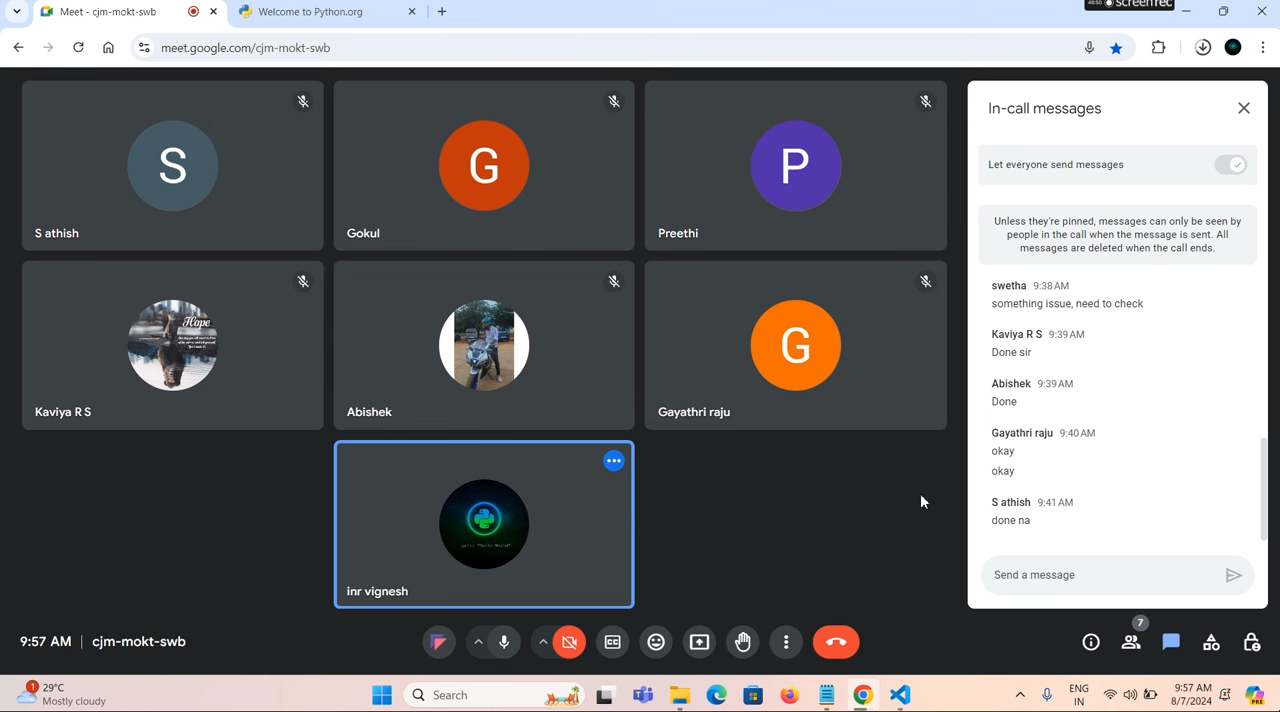 46:50 screenrec
Meet - cjm-mokt-swb
Welcome to Python.org
meet.google.com/cjm-mokt-swb
S
S athish
G
Gokul
P
Preethi
Hope
Kaviya R S
Abishek
G
Gayathri raju
inr vignesh
In-call messages
Let everyone send messages
Unless they're pinned, messages can only be seen by
people in the call when the message is sent. All
messages are deleted when the call ends.
swetha 9:38 AM
something issue, need to check
Kaviya R S 9:39 AM
Done sir
Abishek 9:39 AM
Done
Gayathri raju 9:40 AM
okay
okay
S athish 9:41 AM
done na
Send a message
9:57 AM | cjm-mokt-swb
7
1
29°C
Mostly cloudy
Search
ENG
IN
9:57 AM
8/7/2024
PRE